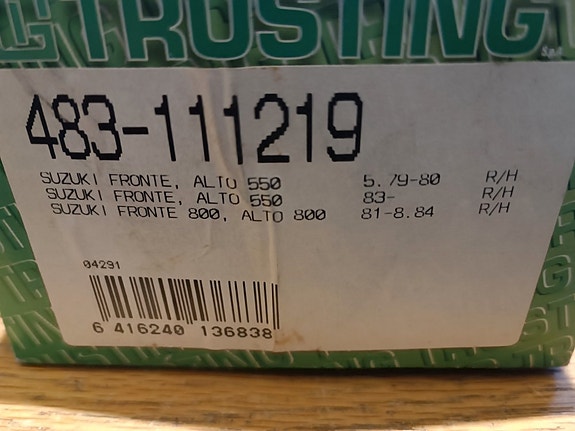 TRUSTING
483-111219
SUZUKI FRONTE, ALTO 550 5.79-80 R/H
SUZUKI FRONTE, ALTO 550 83- R/H
SUZUKI FRONTE 800, ALTO 800 81-8.84 R/H
04291
6 416240 136838